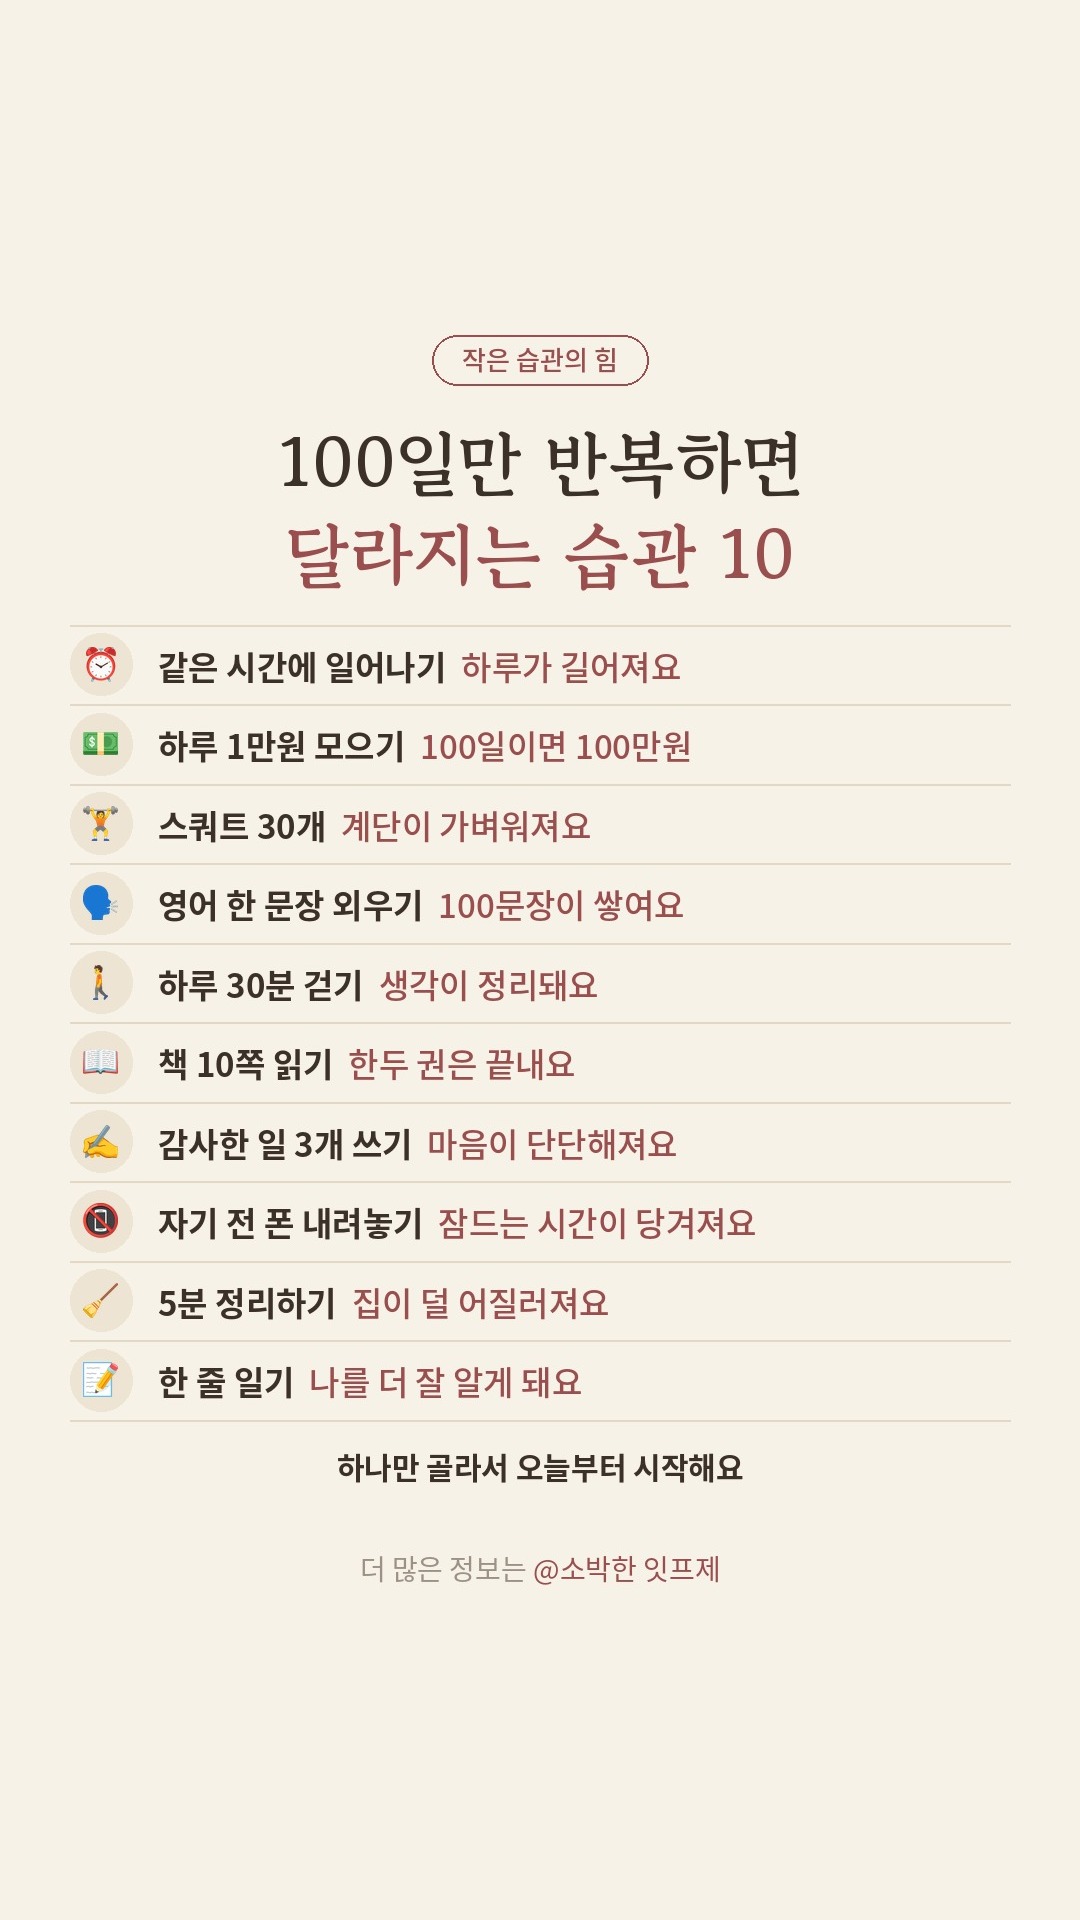 작은 습관의 힘
100일만 반복하면
달라지는 습관 10
같은 시간에 일어나기 하루가 길어져요
하루 1만원 모으기 100일이면 100만원
스쿼트 30개 계단이 가벼워져요
영어 한 문장 외우기 100문장이 쌓여요
하루 30분 걷기 생각이 정리돼요
책 10쪽 읽기 한두 권은 끝내요
감사한 일 3개 쓰기 마음이 단단해져요
자기 전 폰 내려놓기 잠드는 시간이 당겨져요
5분 정리하기 집이 덜 어질러져요
한 줄 일기 나를 더 잘 알게 돼요
하나만 골라서 오늘부터 시작해요
더 많은 정보는 @소박한 잇프제